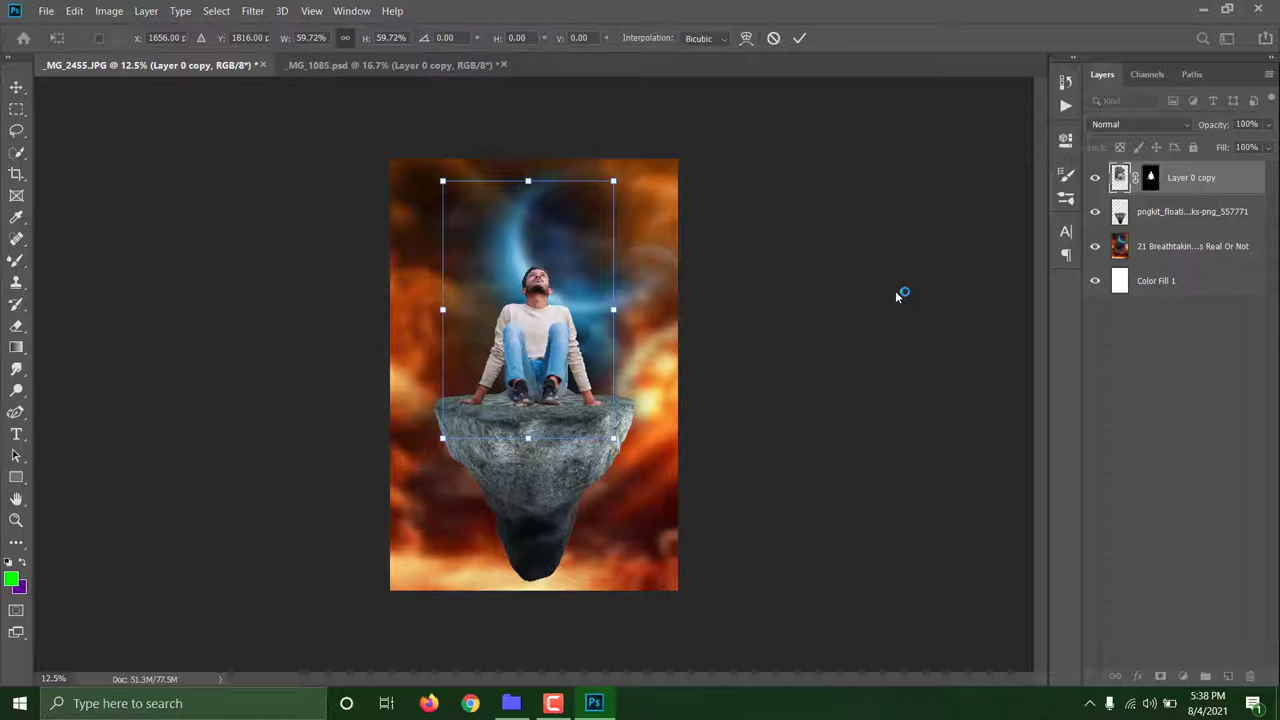 Ps File Edit Image Layer Type Select Filter 3D View Window Help
X: 1656.00 p Y: 1816.00 p W: 59.72% H: 59.72% 0.00 ° H: 0.00 ° V: 0.00 ° Interpolation: Bicubic
_MG_2455.JPG @ 12.5% (Layer 0 copy, RGB/8*) * × _MG_1085.psd @ 16.7% (Layer 0 copy, RGB/8*) * ×
Layers Channels Paths
Kind
Normal Opacity: 100%
Lock: Fill: 100%
Layer 0 copy
pngkit_floati...ks-png_557771
21 Breathtakin...s Real Or Not
Color Fill 1
12.5% Doc: 51.3M/77.5M
Type here to search
Ps
5:38 PM
8/4/2021
1